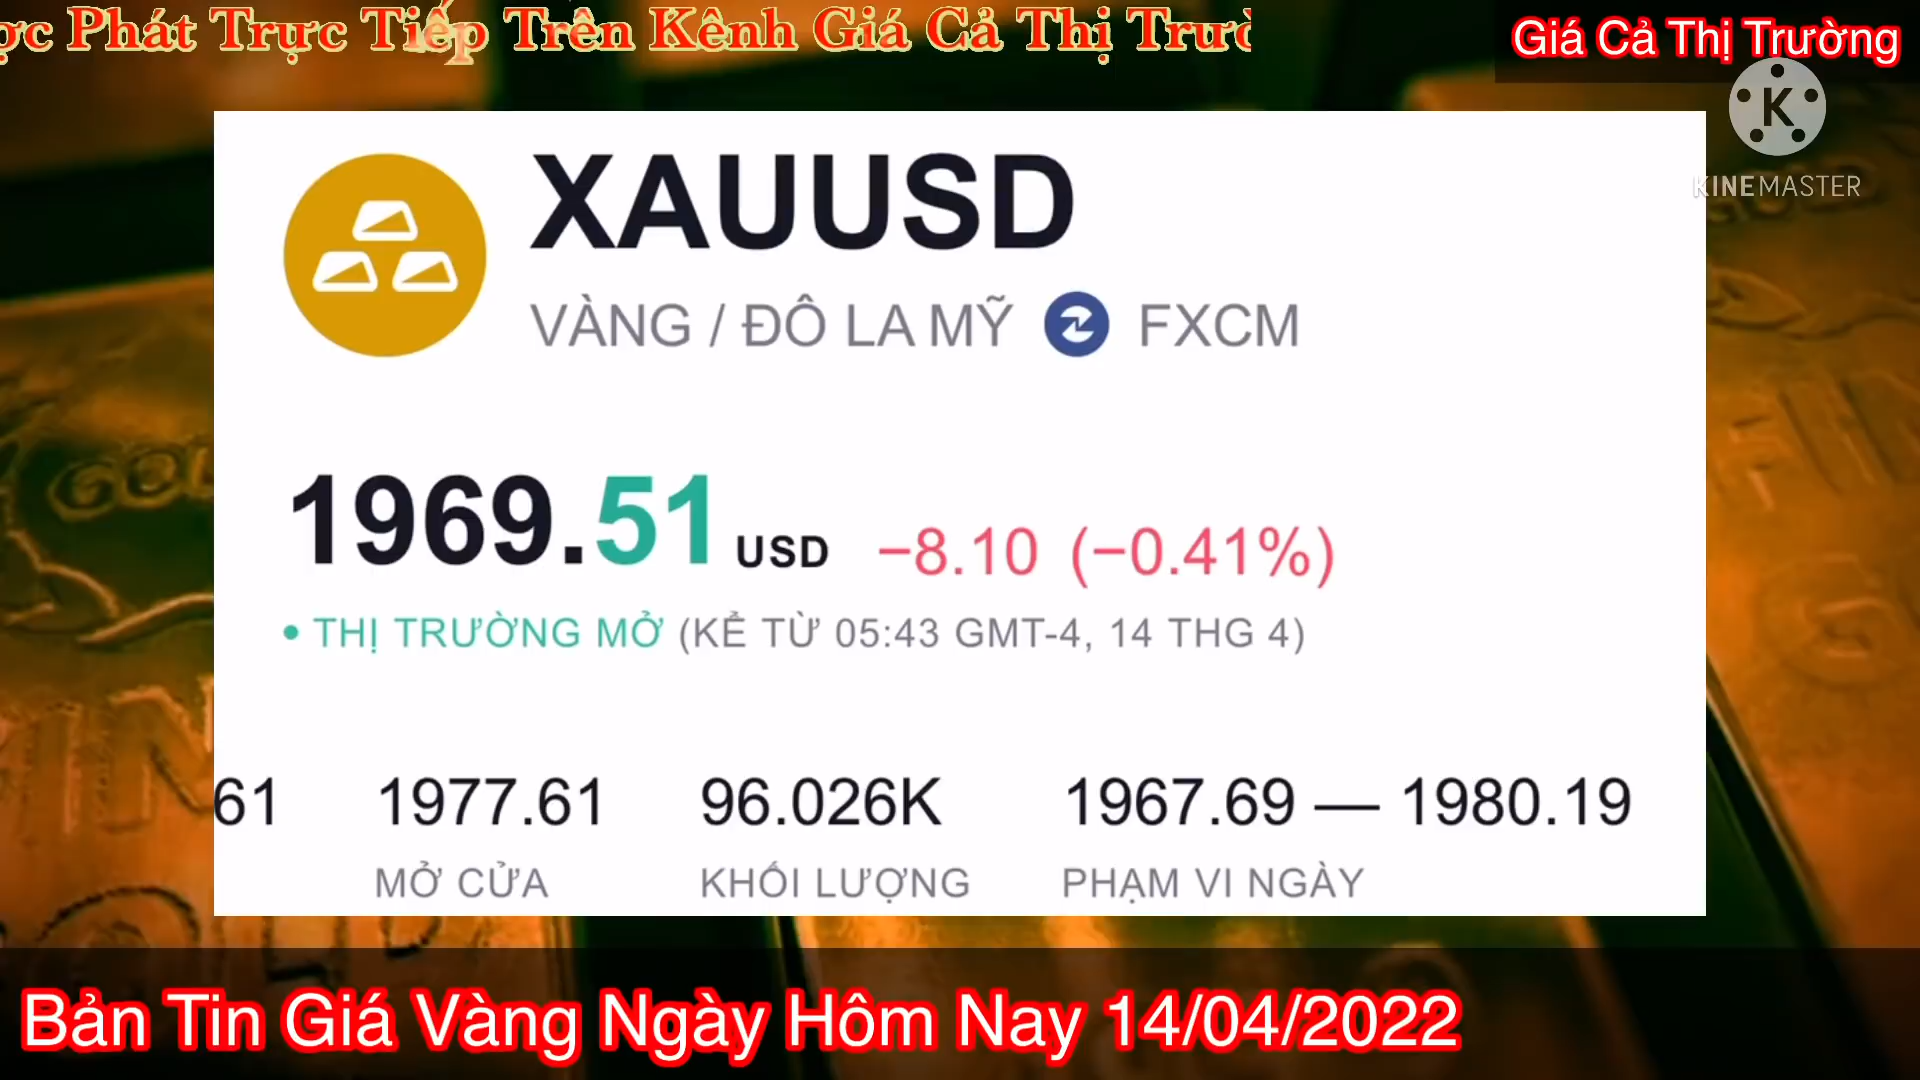 Phát Trực Tiếp Trên Kênh Giá Cả Thị
Giá Cả Thị Trường
K
KINEMASTER
XAUUSD
VÀNG / ĐÔ LA MỸ FXCM
1969.51 USD −8.10 (−0.41%)
• THỊ TRƯỜNG MỞ (KỂ TỪ 05:43 GMT-4, 14 THG 4)
61 1977.61 96.026K 1967.69 — 1980.19
MỞ CỬA KHỐI LƯỢNG PHẠM VI NGÀY
Bản Tin Giá Vàng Ngày Hôm Nay 14/04/2022